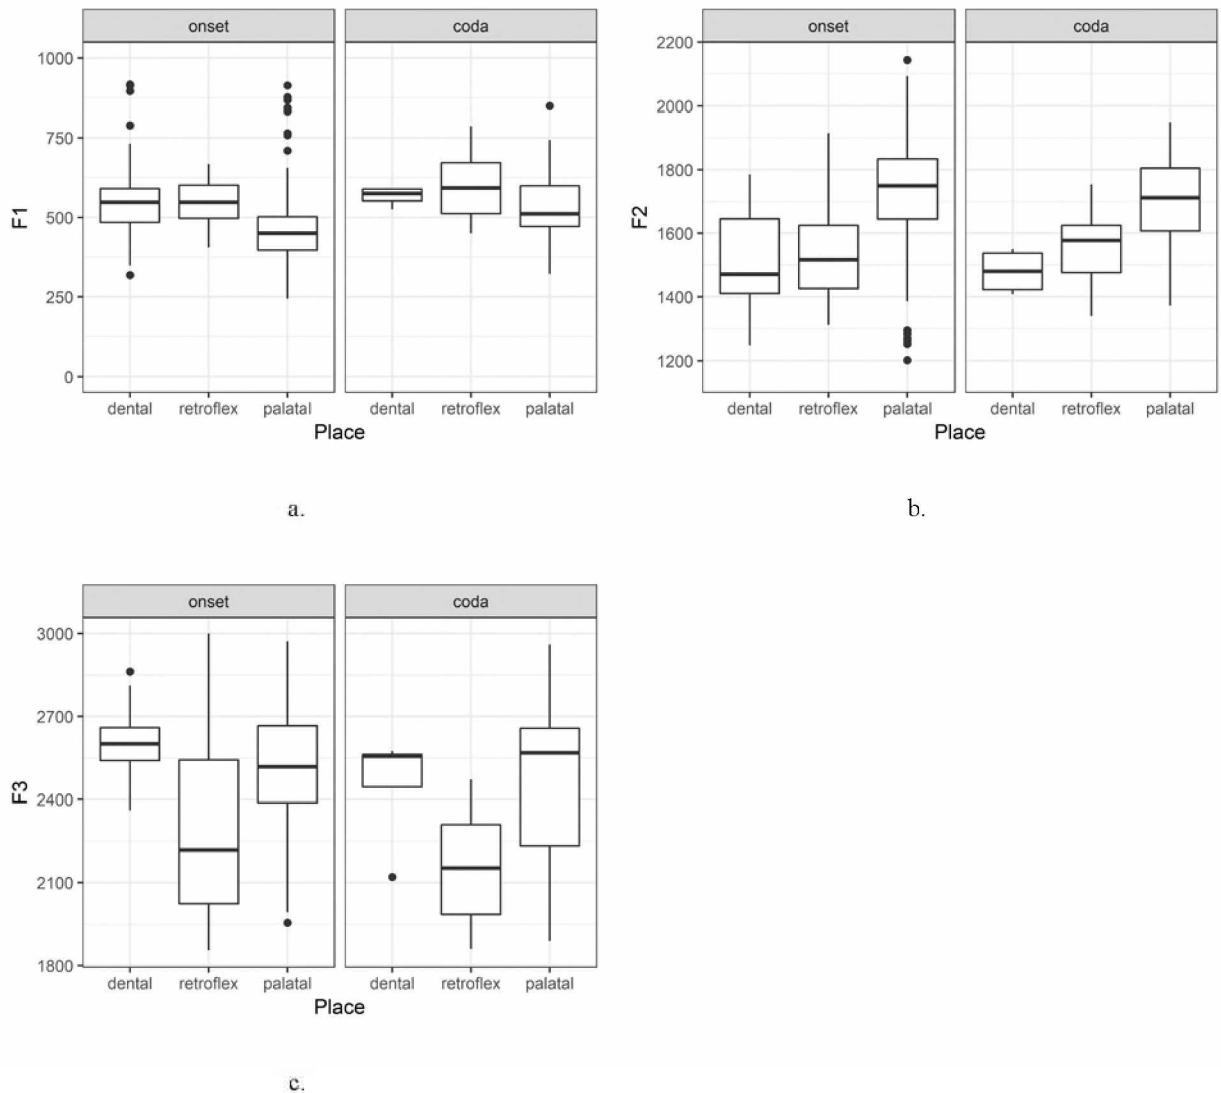 onset coda
1000
750
500
250
0
F1
dental retroflex palatal dental retroflex palatal
Place
a.
onset coda
2200
2000
1800
1600
1400
1200
F2
dental retroflex palatal dental retroflex palatal
Place
b.
onset coda
3000
2700
2400
2100
1800
F3
dental retroflex palatal dental retroflex palatal
Place
c.